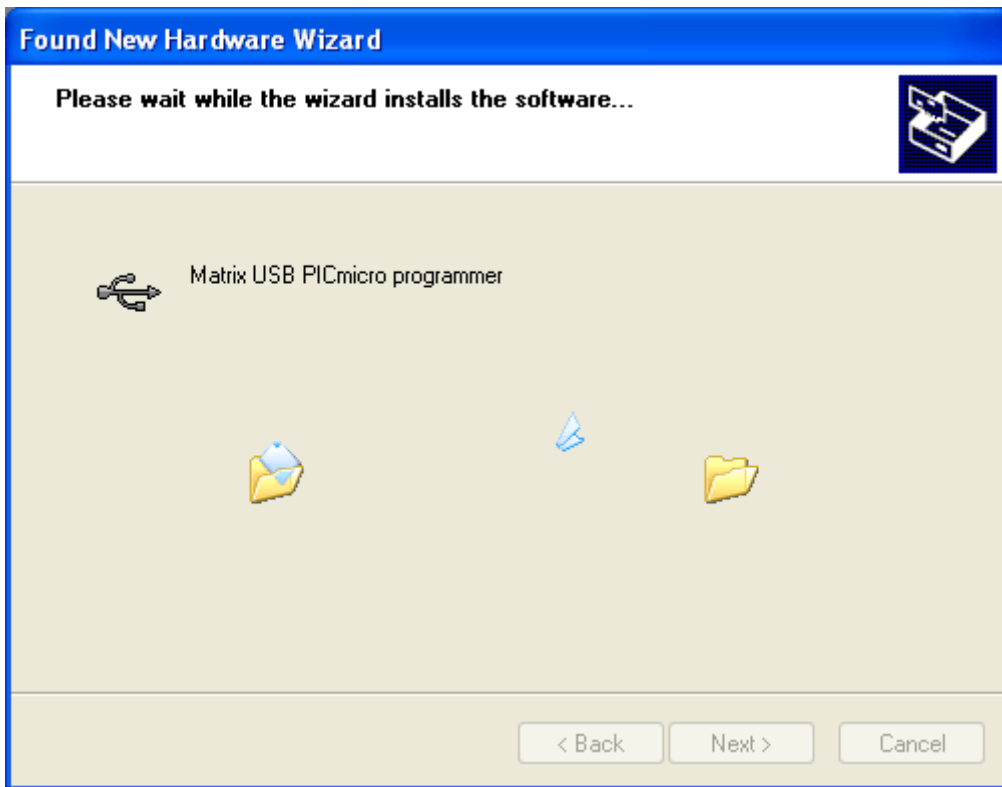 Found New Hardware Wizard
Please wait while the wizard installs the software...
Matrix USB PICmicro programmer
< Back
Next >
Cancel